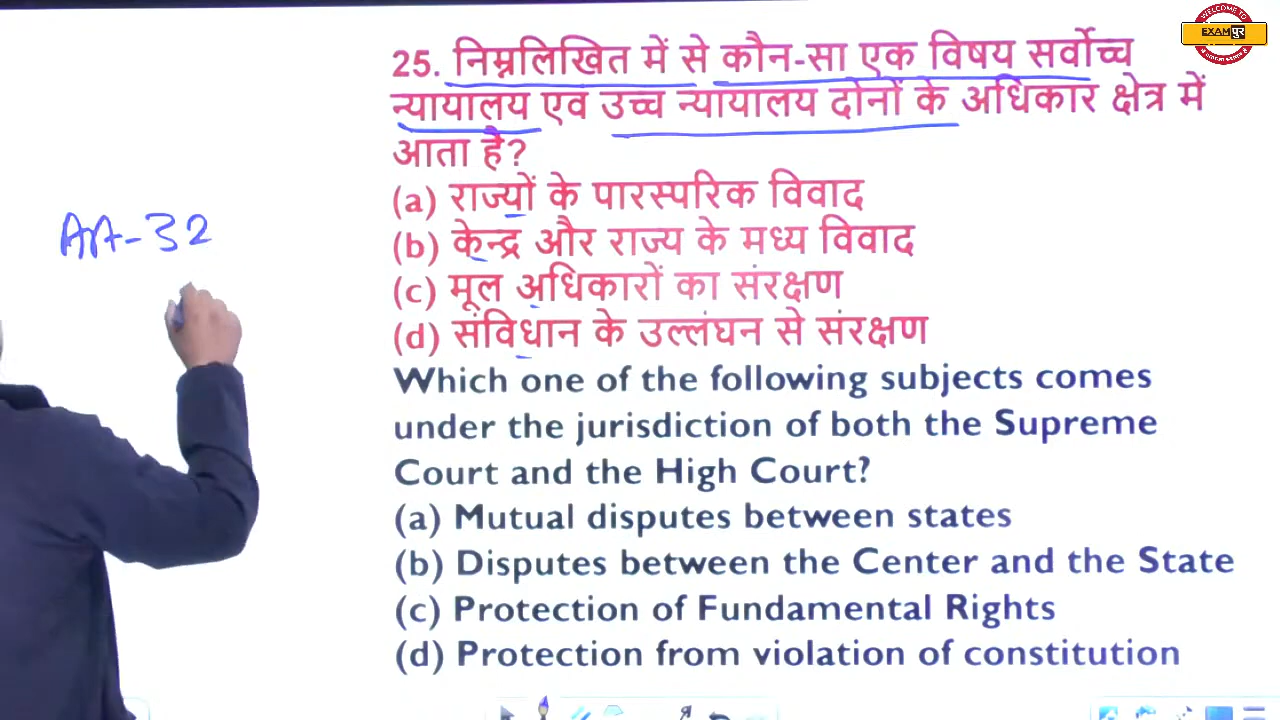 WELCOME TO
EXAMपुर
25. निम्नलिखित में से कौन-सा एक विषय सर्वोच्च
न्यायालय एव उच्च न्यायालय दोनों के अधिकार क्षेत्र में
आता है?
(a) राज्यों के पारस्परिक विवाद
(b) केन्द्र और राज्य के मध्य विवाद
(c) मूल अधिकारों का संरक्षण
(d) संविधान के उल्लंघन से संरक्षण
AA-32
Which one of the following subjects comes
under the jurisdiction of both the Supreme
Court and the High Court?
(a) Mutual disputes between states
(b) Disputes between the Center and the State
(c) Protection of Fundamental Rights
(d) Protection from violation of constitution